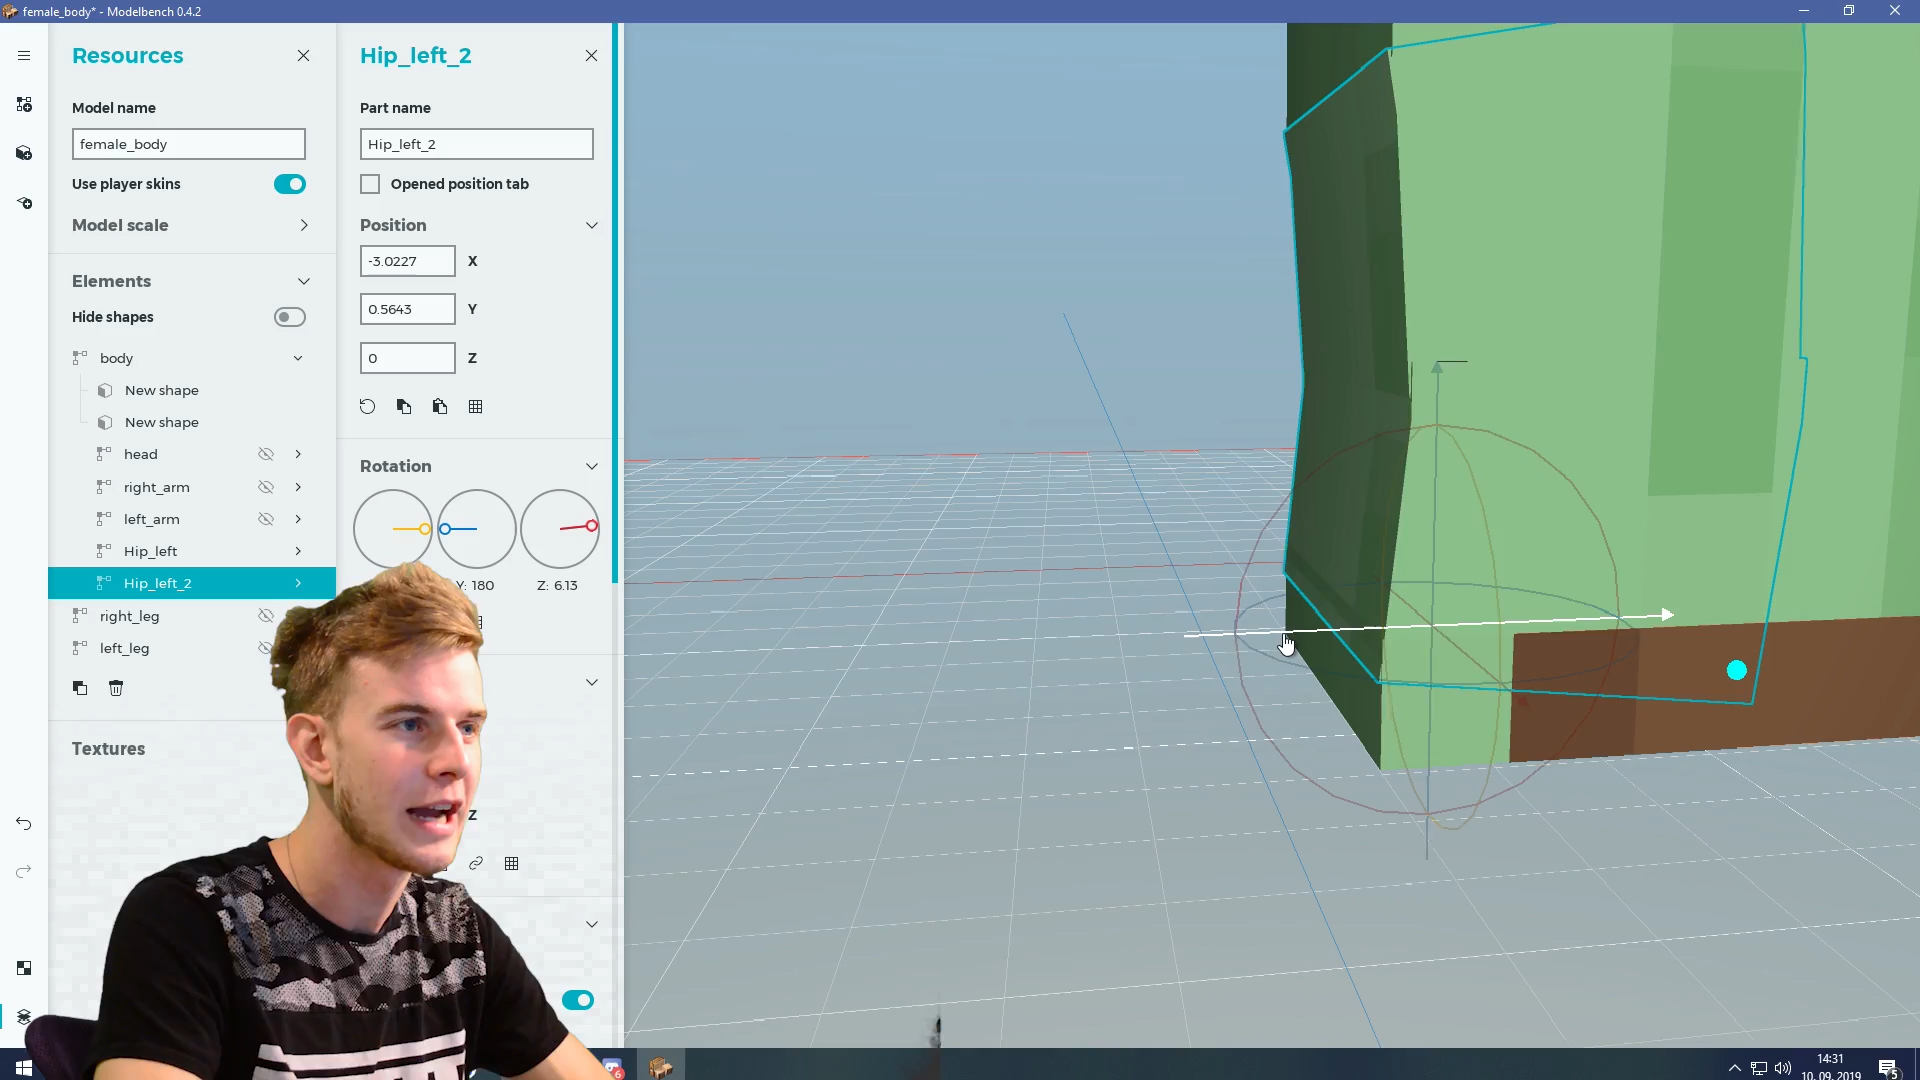 female_body* - Modelbench 0.4.2
Resources
Model name
female_body
Use player skins
Model scale
Elements
Hide shapes
body
New shape
New shape
head
right_arm
left_arm
Hip_left
Hip_left_2
right_leg
left_leg
Textures
Hip_left_2
Part name
Hip_left_2
Opened position tab
Position
-3.0227 X
0.5643 Y
0 Z
Rotation
Y: 180 Z: 6.13
Z
6
14:31
10. 09. 2019
5